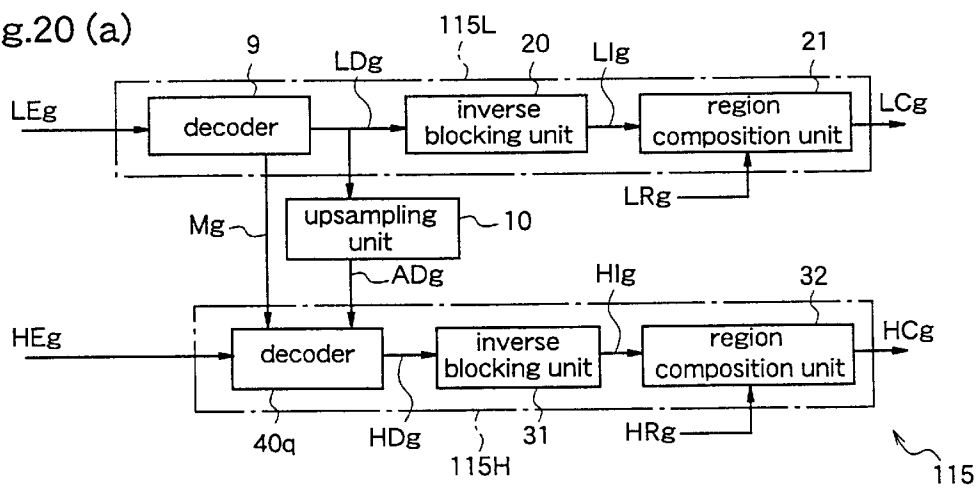 g.20 (a)
115L
9
LDg
20
LIg
21
LEg
decoder
inverse
blocking unit
region
composition unit
LCg
LRg
Mg
upsampling
unit
10
ADg
HIg
32
HEg
decoder
inverse
blocking unit
region
composition unit
HCg
40q
HDg
31
HRg
115H
115